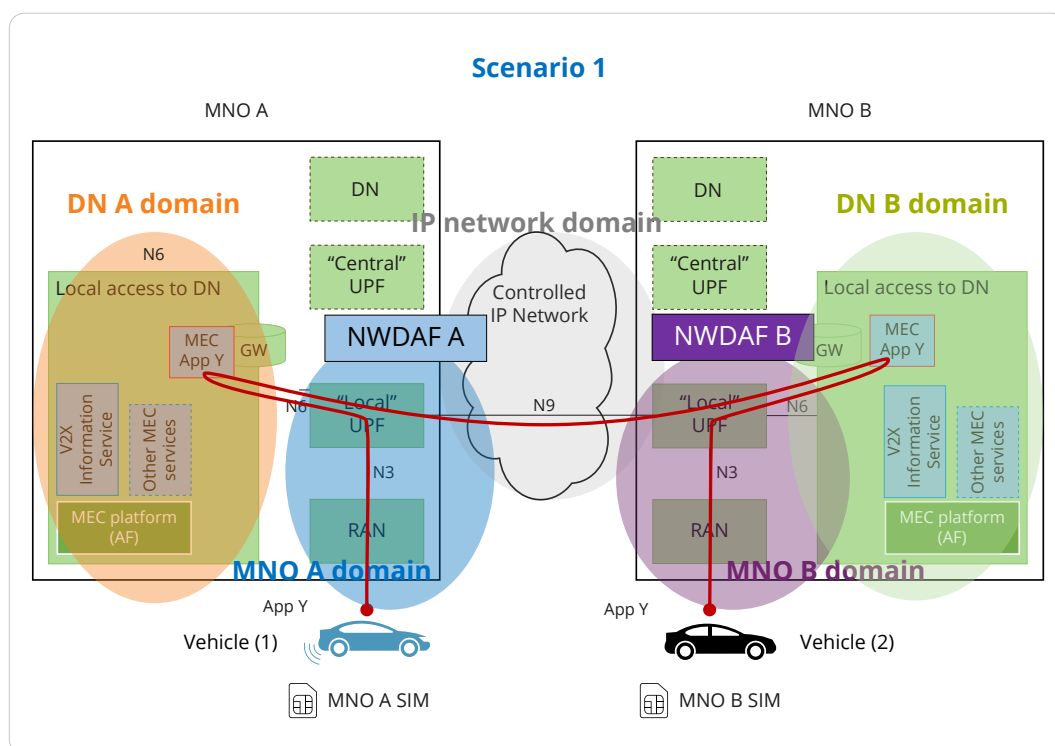 Scenario 1
MNO A
MNO B
DN
DN
DN A domain
DN B domain
IP network domain
N6
“Central”
UPF
“Central”
UPF
Local access to DN
Controlled
IP Network
Local access to DN
MEC
App Y
GW
NWDAF A
NWDAF B
GW
MEC
App Y
N6
“Local”
UPF
N9
“Local”
UPF
N6
V2X
Information
Service
Other MEC
services
N3
N3
V2X
Information
Service
Other MEC
services
MEC platform
(AF)
RAN
RAN
MEC platform
(AF)
MNO A domain
MNO B domain
App Y
App Y
Vehicle (1)
Vehicle (2)
MNO A SIM
MNO B SIM